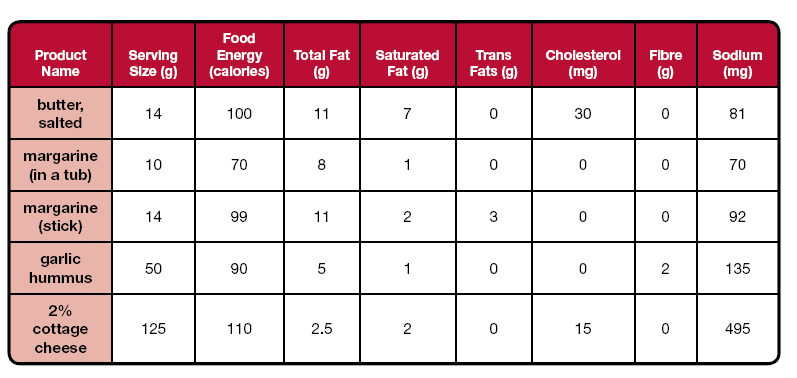 Product Name Serving Size (g) Food Energy (calories) Total Fat (g) Saturated Fat (g) Trans Fats (g) Cholesterol (mg) Fibre (g) Sodium (mg)
butter, salted 14 100 11 7 0 30 0 81
margarine (in a tub) 10 70 8 1 0 0 0 70
margarine (stick) 14 99 11 2 3 0 0 92
garlic hummus 50 90 5 1 0 0 2 135
2% cottage cheese 125 110 2.5 2 0 15 0 495